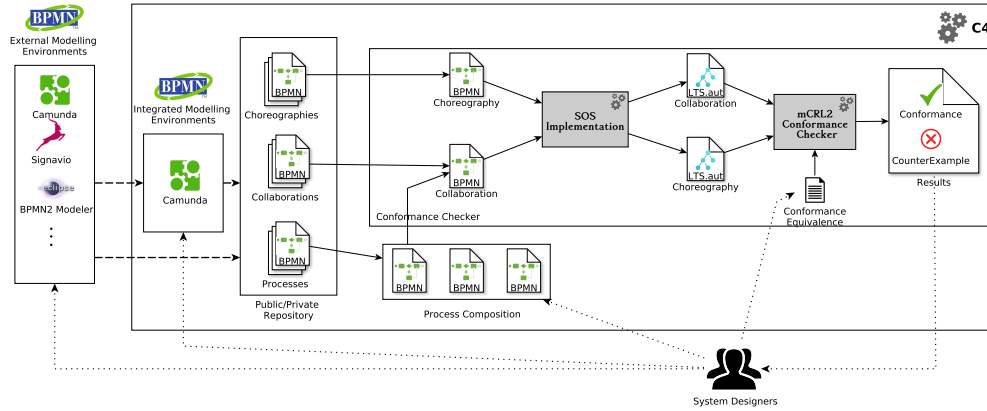 BPMN
External Modelling
Environments
Camunda
Signavio
eclipse
BPMN2 Modeler
BPMN
Integrated Modelling
Environments
Camunda
BPMN
Choreographies
BPMN
Collaborations
BPMN
Processes
Public/Private
Repository
C4
BPMN
Choreography
BPMN
Collaboration
Conformance Checker
SOS
Implementation
LTS.aut
Collaboration
LTS.aut
Choreography
mCRL2
Conformance
Checker
Conformance
Equivalence
Conformance
CounterExample
Results
BPMN
BPMN
BPMN
Process Composition
System Designers